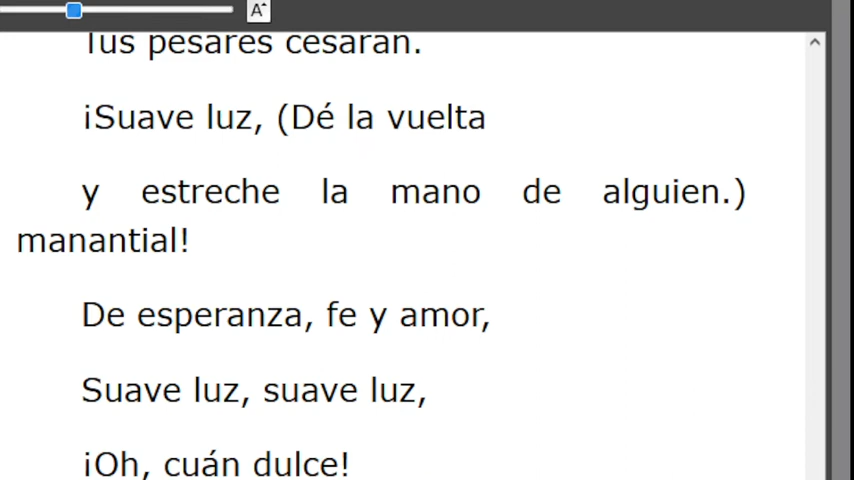 A
Tus pesares cesarán.
¡Suave luz, (Dé la vuelta
y estreche la mano de alguien.)
manantial!
De esperanza, fe y amor,
Suave luz, suave luz,
¡Oh, cuán dulce!